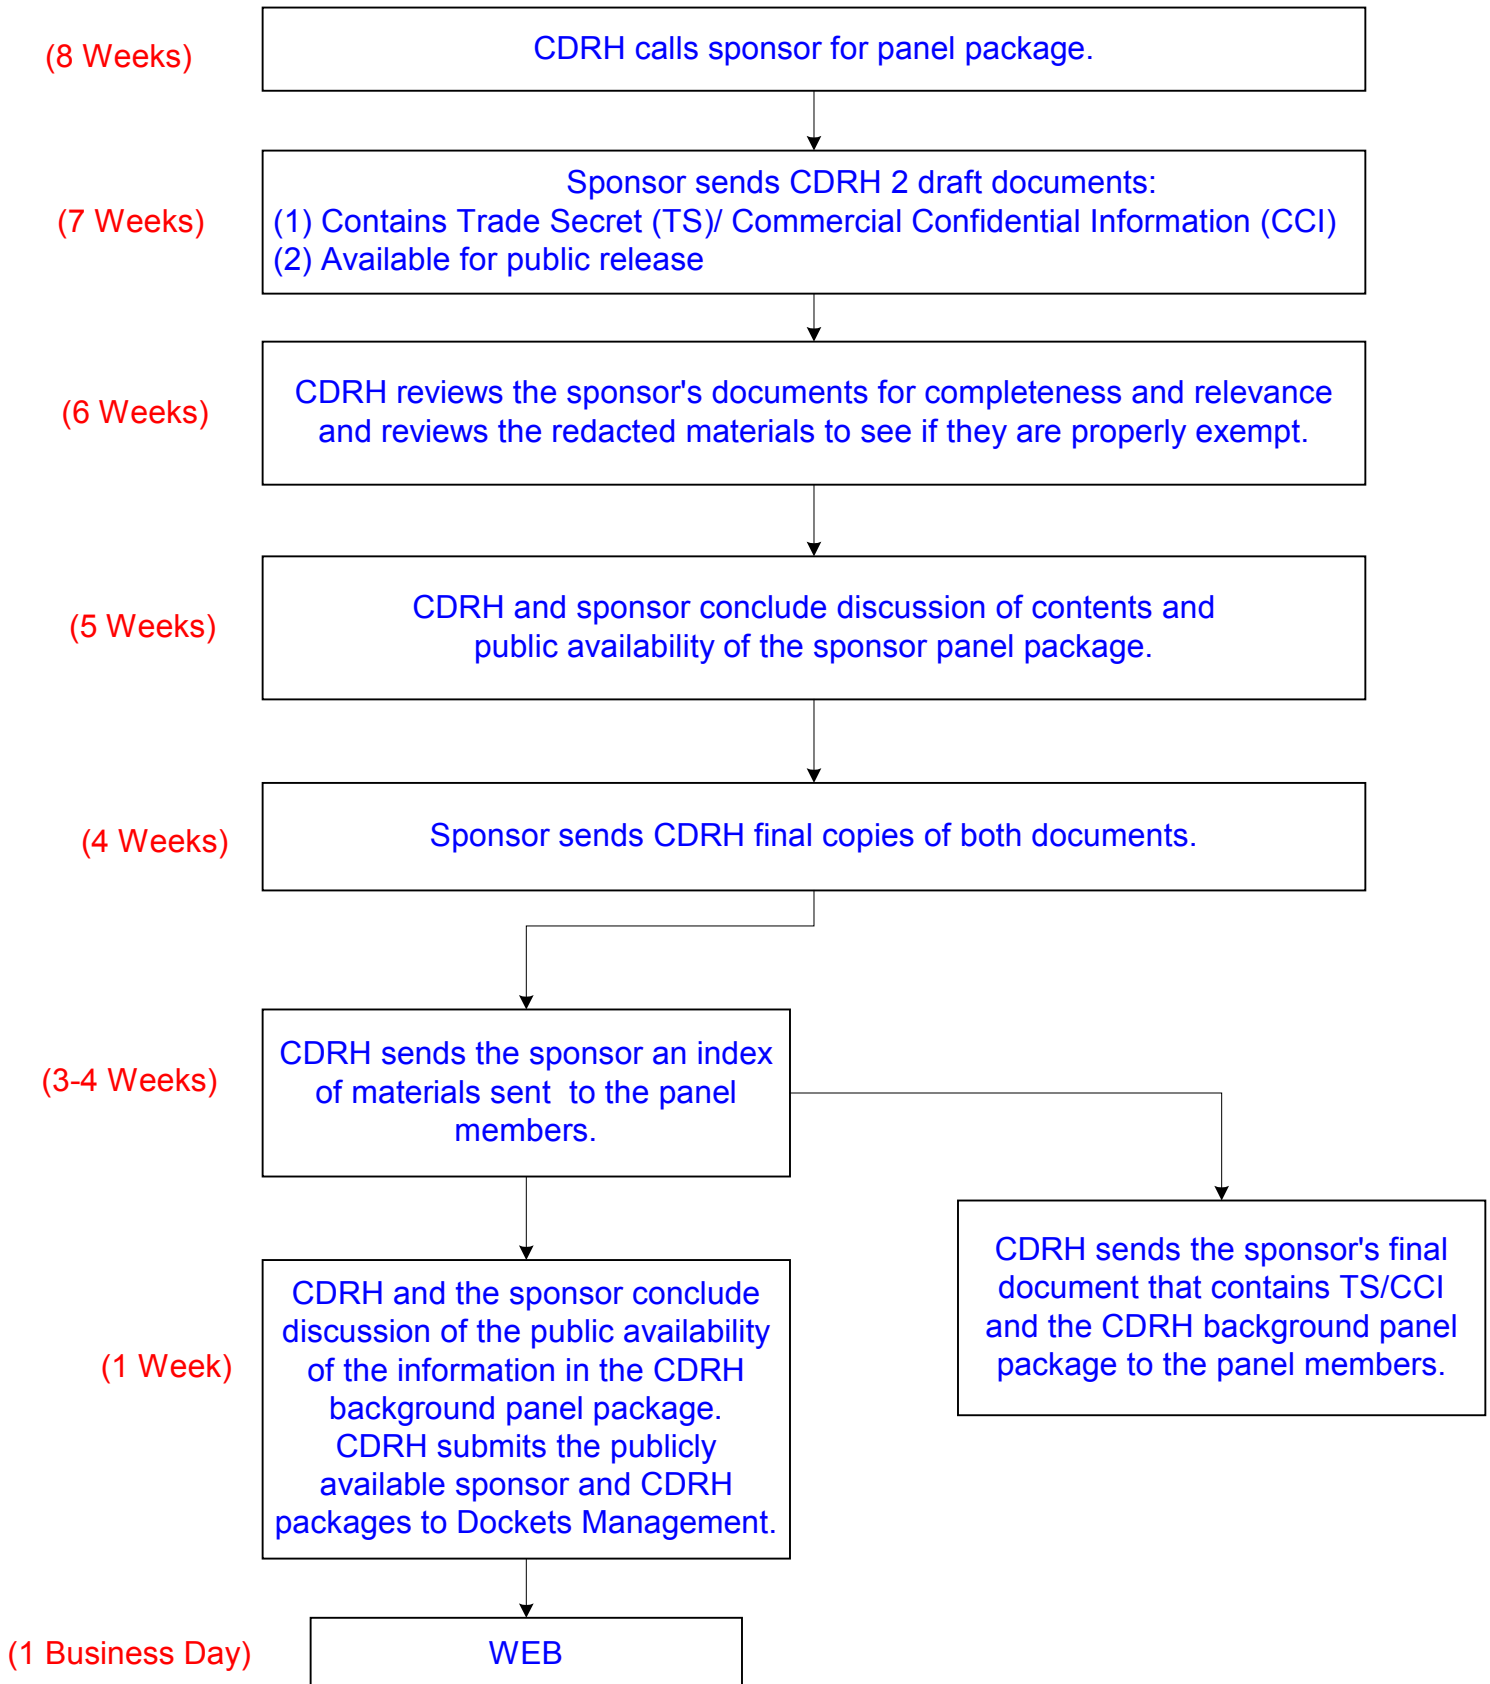 (8 Weeks)
CDRH calls sponsor for panel package.
(7 Weeks)
Sponsor sends CDRH 2 draft documents:
(1) Contains Trade Secret (TS)/ Commercial Confidential Information (CCI)
(2) Available for public release
(6 Weeks)
CDRH reviews the sponsor's documents for completeness and relevance
and reviews the redacted materials to see if they are properly exempt.
(5 Weeks)
CDRH and sponsor conclude discussion of contents and
public availability of the sponsor panel package.
(4 Weeks)
Sponsor sends CDRH final copies of both documents.
(3-4 Weeks)
CDRH sends the sponsor an index
of materials sent  to the panel
members.
CDRH sends the sponsor's final
document that contains TS/CCI
and the CDRH background panel
package to the panel members.
(1 Week)
CDRH and the sponsor conclude
discussion of the public availability
of the information in the CDRH
background panel package.
CDRH submits the publicly
available sponsor and CDRH
packages to Dockets Management.
(1 Business Day)
WEB